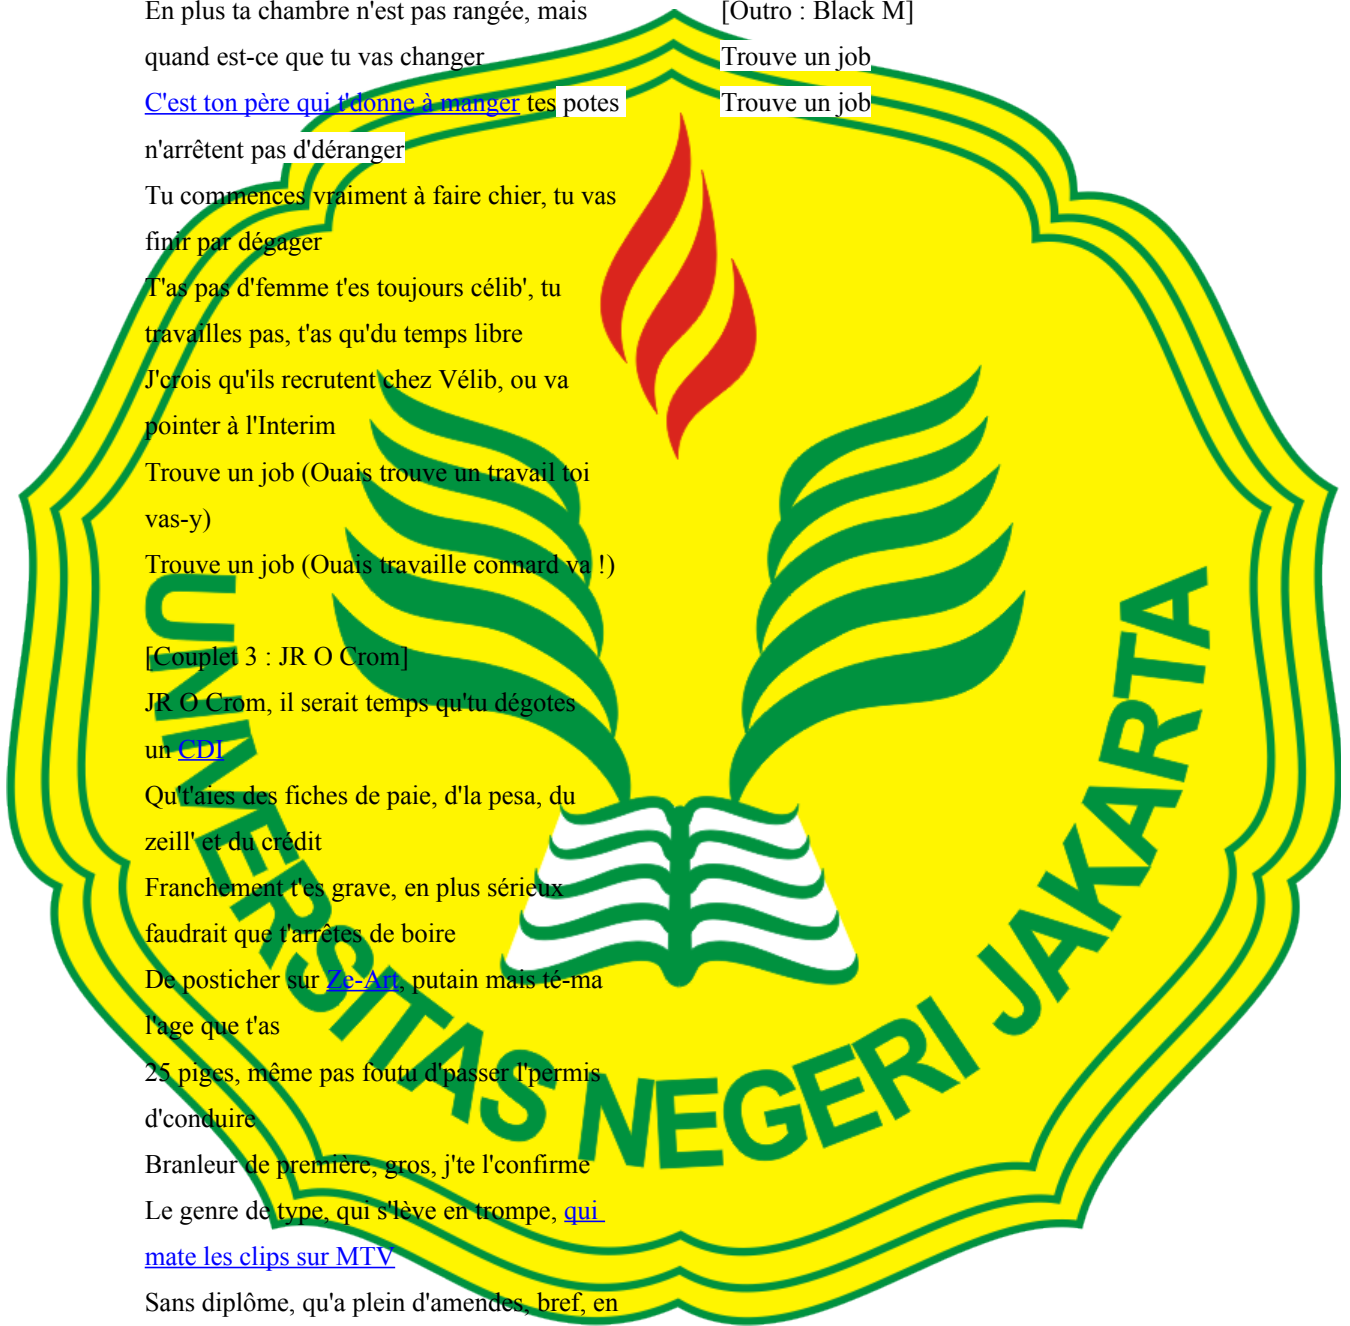 En plus ta chambre n'est pas rangée, mais
quand est-ce que tu vas changer
C'est ton père qui t'donne à manger tes potes
n'arrêtent pas d'déranger
Tu commences vraiment à faire chier, tu vas
finir par dégager
T'as pas d'femme t'es toujours célib', tu
travailles pas, t'as qu'du temps libre
J'crois qu'ils recrutent chez Vélib, ou va
pointer à l'Interim
Trouve un job (Ouais trouve un travail toi
vas-y)
Trouve un job (Ouais travaille connard va !)
[Couplet 3 : JR O Crom]
JR O Crom, il serait temps qu'tu dégotes
un CDI
Qu't'aies des fiches de paie, d'la pesa, du
zeill' et du crédit
Franchement t'es grave, en plus sérieux
faudrait que t'arrêtes de boire
De posticher sur Ze-Art, putain mais té-ma
l'age que t'as
25 piges, même pas foutu d'passer l'permis
d'conduire
Branleur de première, gros, j'te l'confirme
Le genre de type, qui s'lève en trompe, qui
mate les clips sur MTV
Sans diplôme, qu'a plein d'amendes, bref, en
[Outro : Black M]
Trouve un job
Trouve un job
UNIVERSITAS NEGERI JAKARTA